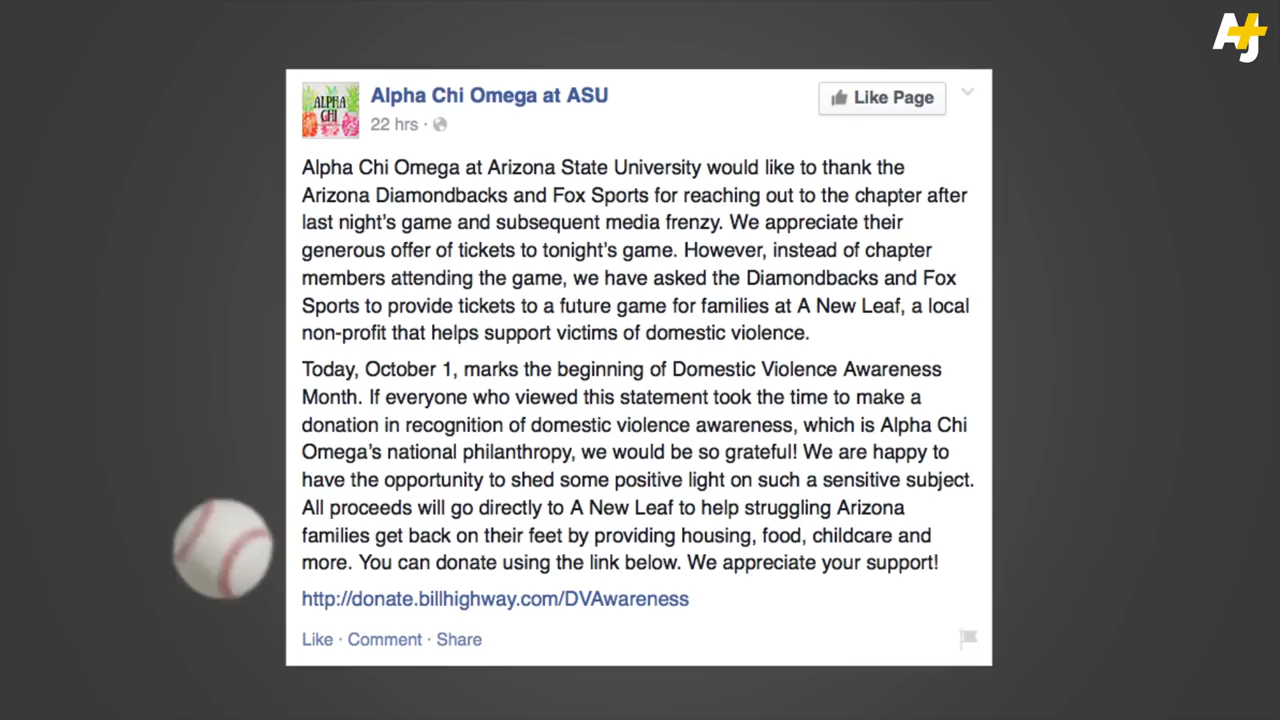 AJ+
ALPHA
CHI
Alpha Chi Omega at ASU
Like Page
22 hrs ·
Alpha Chi Omega at Arizona State University would like to thank the
Arizona Diamondbacks and Fox Sports for reaching out to the chapter after
last night's game and subsequent media frenzy. We appreciate their
generous offer of tickets to tonight's game. However, instead of chapter
members attending the game, we have asked the Diamondbacks and Fox
Sports to provide tickets to a future game for families at A New Leaf, a local
non-profit that helps support victims of domestic violence.
Today, October 1, marks the beginning of Domestic Violence Awareness
Month. If everyone who viewed this statement took the time to make a
donation in recognition of domestic violence awareness, which is Alpha Chi
Omega's national philanthropy, we would be so grateful! We are happy to
have the opportunity to shed some positive light on such a sensitive subject.
All proceeds will go directly to A New Leaf to help struggling Arizona
families get back on their feet by providing housing, food, childcare and
more. You can donate using the link below. We appreciate your support!
http://donate.billhighway.com/DVAwareness
Like · Comment · Share